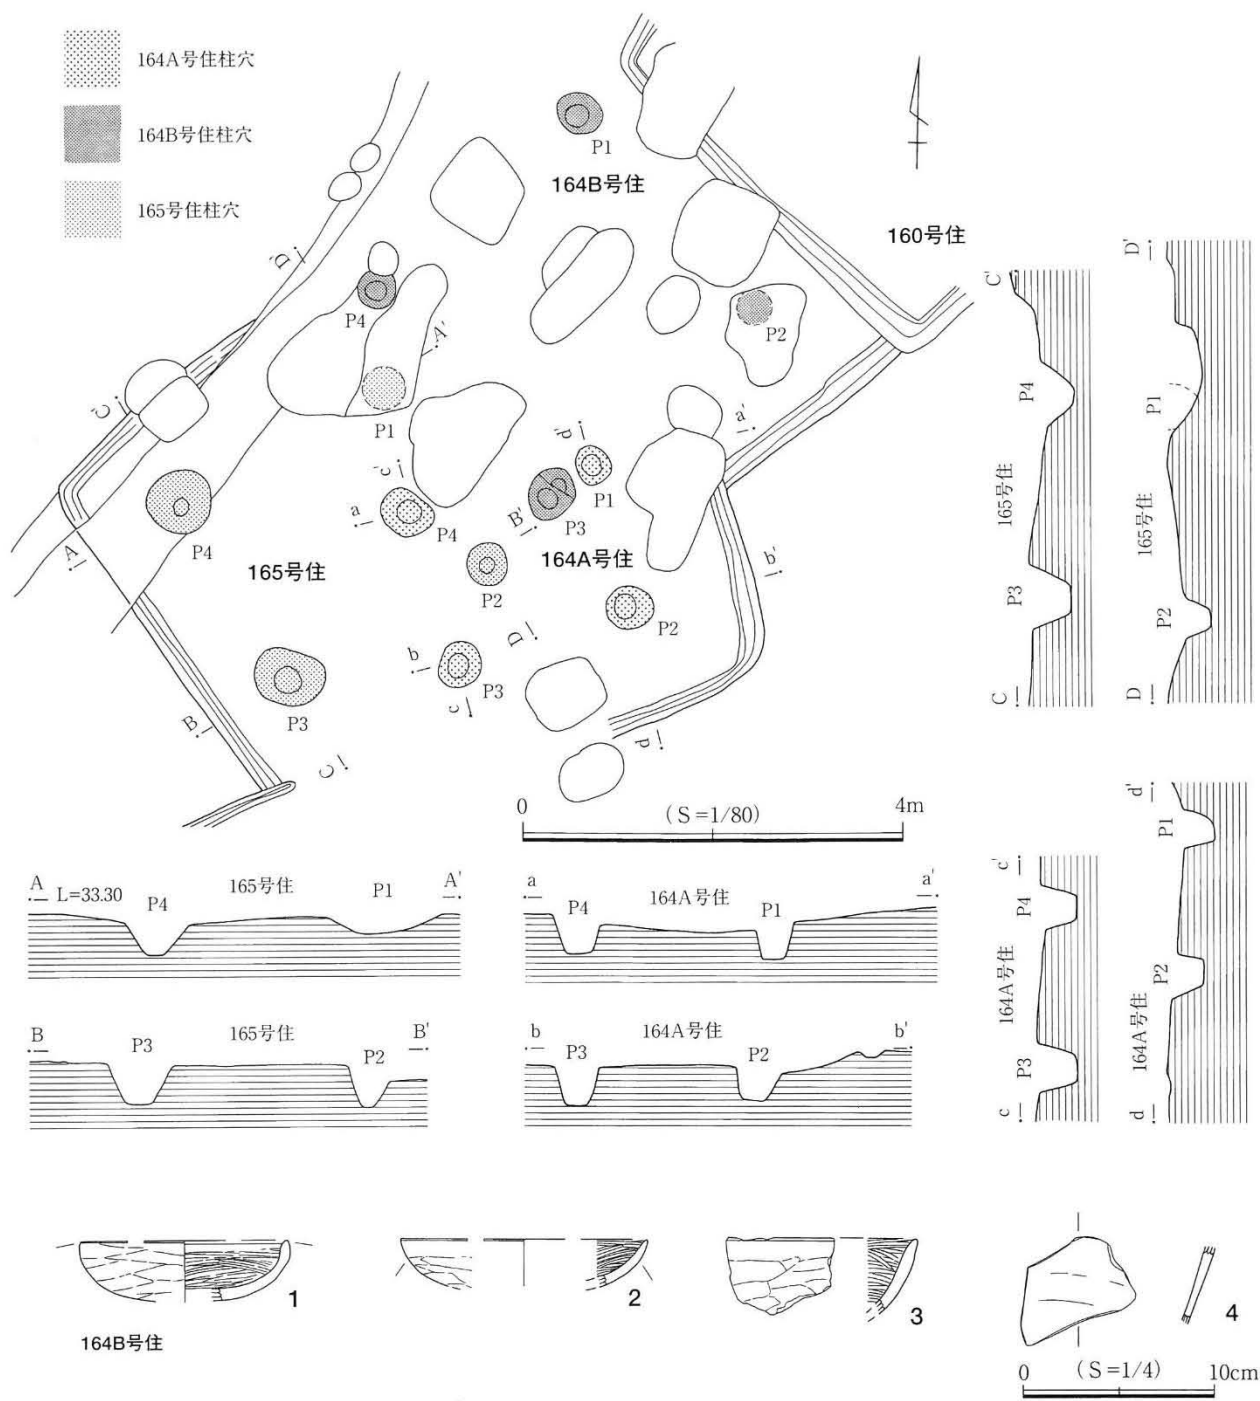 164A号住柱穴
164B号住柱穴
165号住柱穴
P1
164B号住
160号住
D'
P4
A'
P2
C'
P1
a'
d'
c'
P1
a
P4
B'
P3
164A号住
b'
A
P4
165号住
P2
P2
D
b
P3
c
B
P3
C
d
0 (S=1/80) 4m
C'
P4
165号住
P3
C
D'
P1
165号住
P2
D
A L=33.30 P4 165号住 P1 A'
a P4 164A号住 P1 a'
B P3 165号住 P2 B'
b P3 164A号住 P2 b'
c'
P4
164A号住
P3
c
d'
P1
P2
164A号住
d
1
2
3
4
164B号住
0 (S=1/4) 10cm